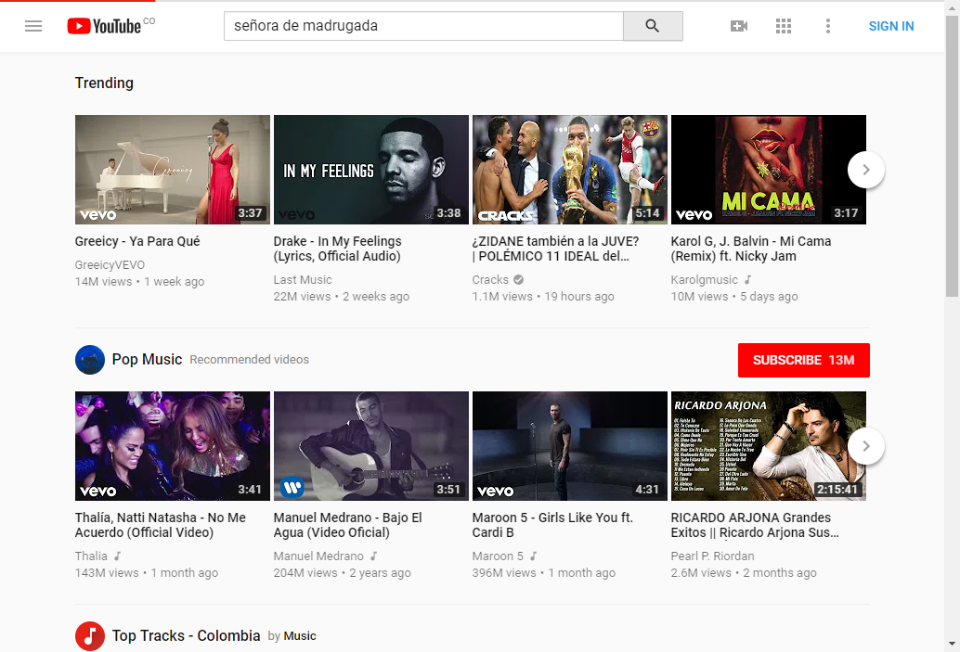 YouTube CO
señora de madrugada
SIGN IN
Trending
Greeicy
vevo
3:37
IN MY FEELINGS
vevo
3:38
CRACKS
5:14
MI CAMA
vevo
3:17
Greeicy - Ya Para Qué
Drake - In My Feelings
(Lyrics, Official Audio)
¿ZIDANE también a la JUVE?
| POLÉMICO 11 IDEAL del...
Karol G, J. Balvin - Mi Cama
(Remix) ft. Nicky Jam
GreeicyVEVO
14M views • 1 week ago
Last Music
22M views • 2 weeks ago
Cracks
1.1M views • 19 hours ago
Karolgmusic
10M views • 5 days ago
Pop Music Recommended videos
SUBSCRIBE 13M
vevo
3:41
W
3:51
vevo
4:31
RICARDO ARJONA
2:15:41
Thalía, Natti Natasha - No Me
Acuerdo (Official Video)
Manuel Medrano - Bajo El
Agua (Video Oficial)
Maroon 5 - Girls Like You ft.
Cardi B
RICARDO ARJONA Grandes
Exitos || Ricardo Arjona Sus...
Thalia
143M views • 1 month ago
Manuel Medrano
204M views • 2 years ago
Maroon 5
396M views • 1 month ago
Pearl P. Riordan
2.6M views • 2 months ago
Top Tracks - Colombia by Music